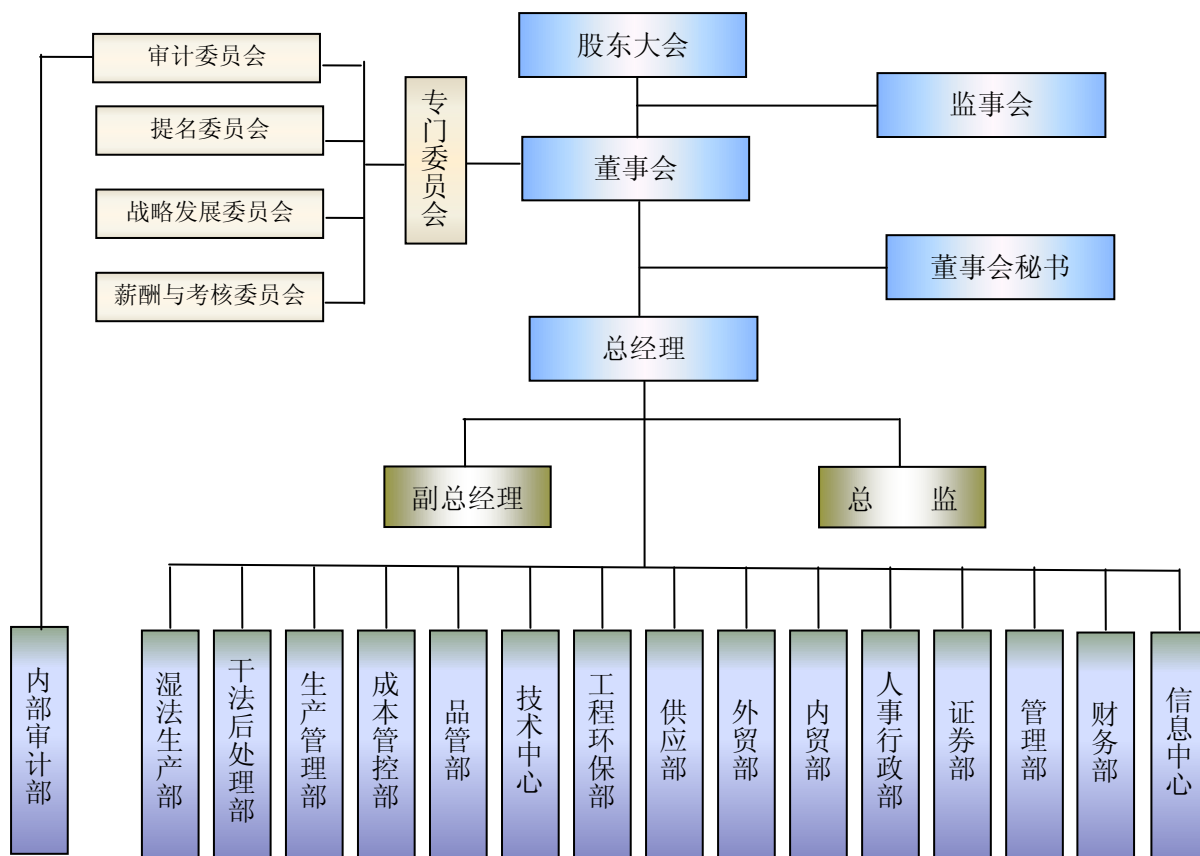 股东大会
审计委员会
监事会
专门委员会
提名委员会
董事会
战略发展委员会
董事会秘书
薪酬与考核委员会
总经理
副总经理
总 监
内部审计部
湿法生产部
干法后处理部
生产管理部
成本管控部
品管部
技术中心
工程环保部
供应部
外贸部
内贸部
人事行政部
证券部
管理部
财务部
信息中心